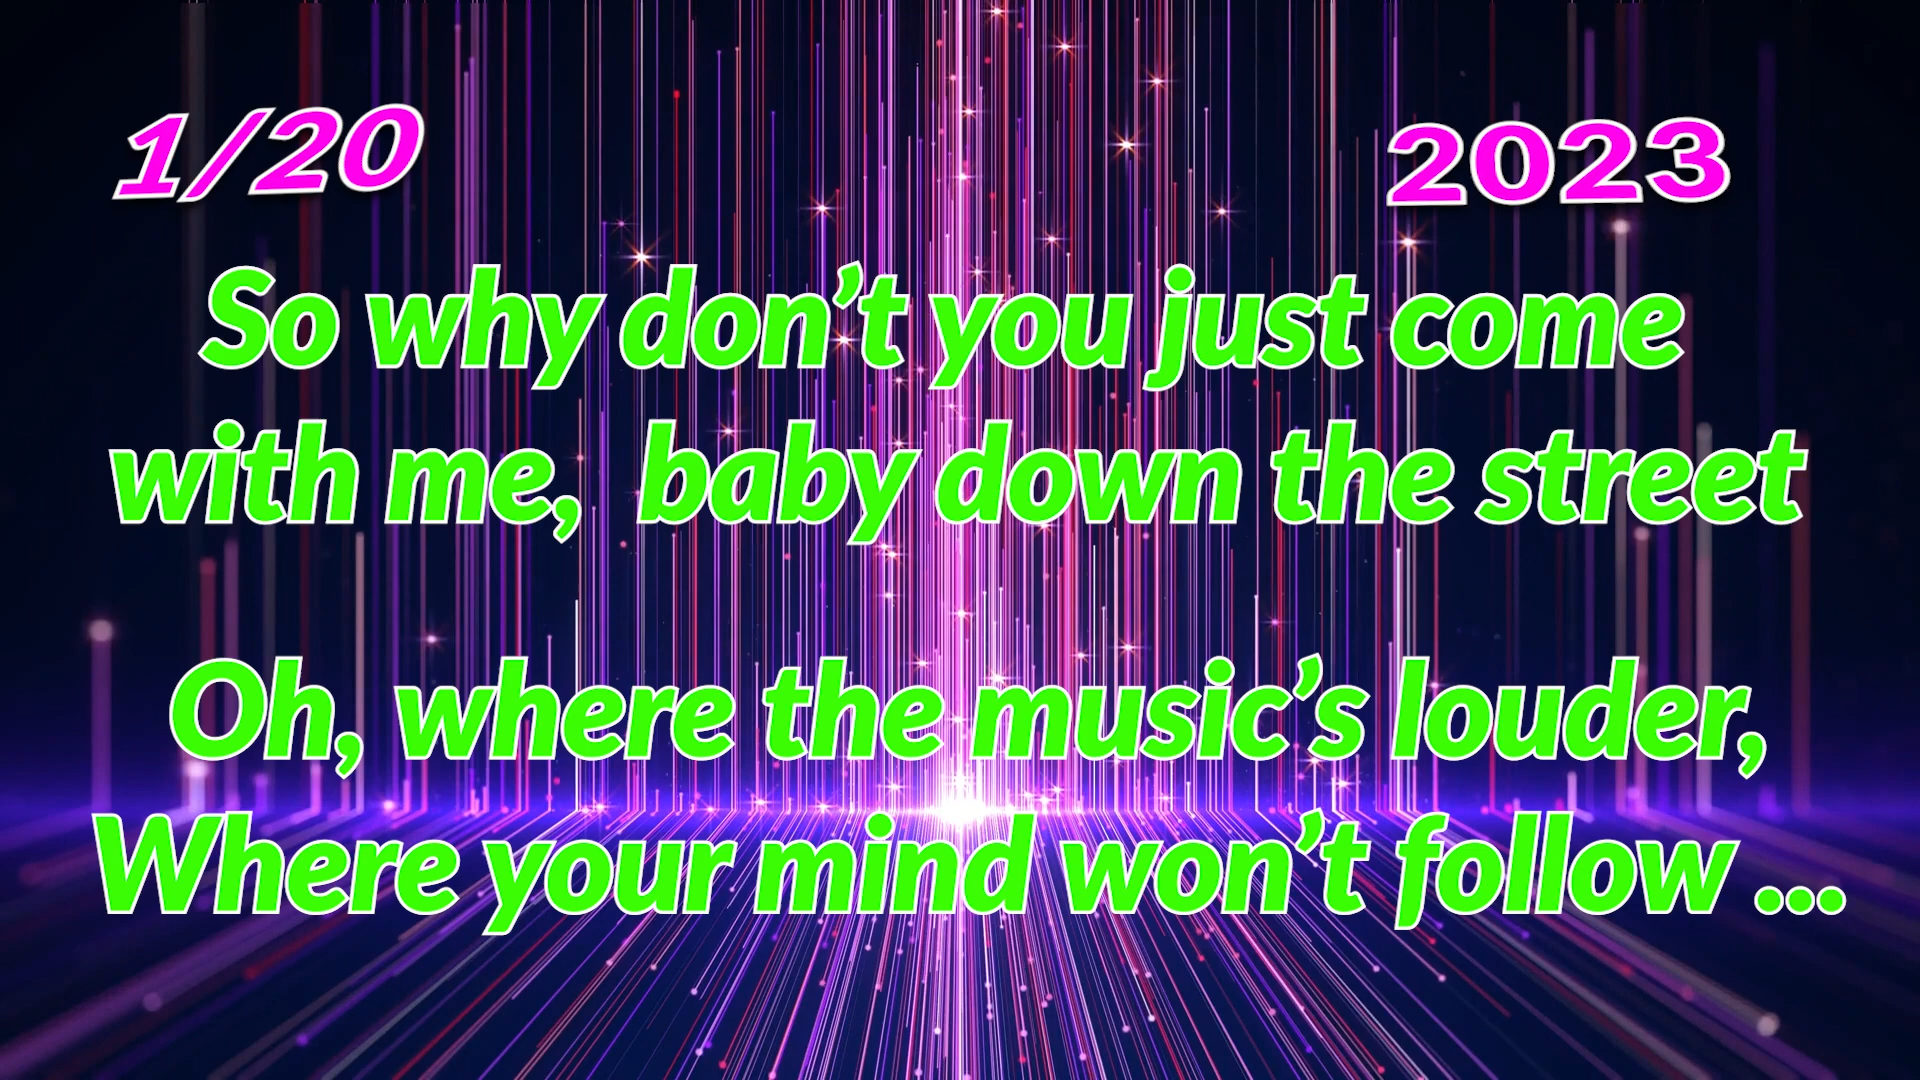 1/20
2023
So why don’t you just come
with me,  baby down the street
Oh, where the music’s louder,
Where your mind won’t follow ...